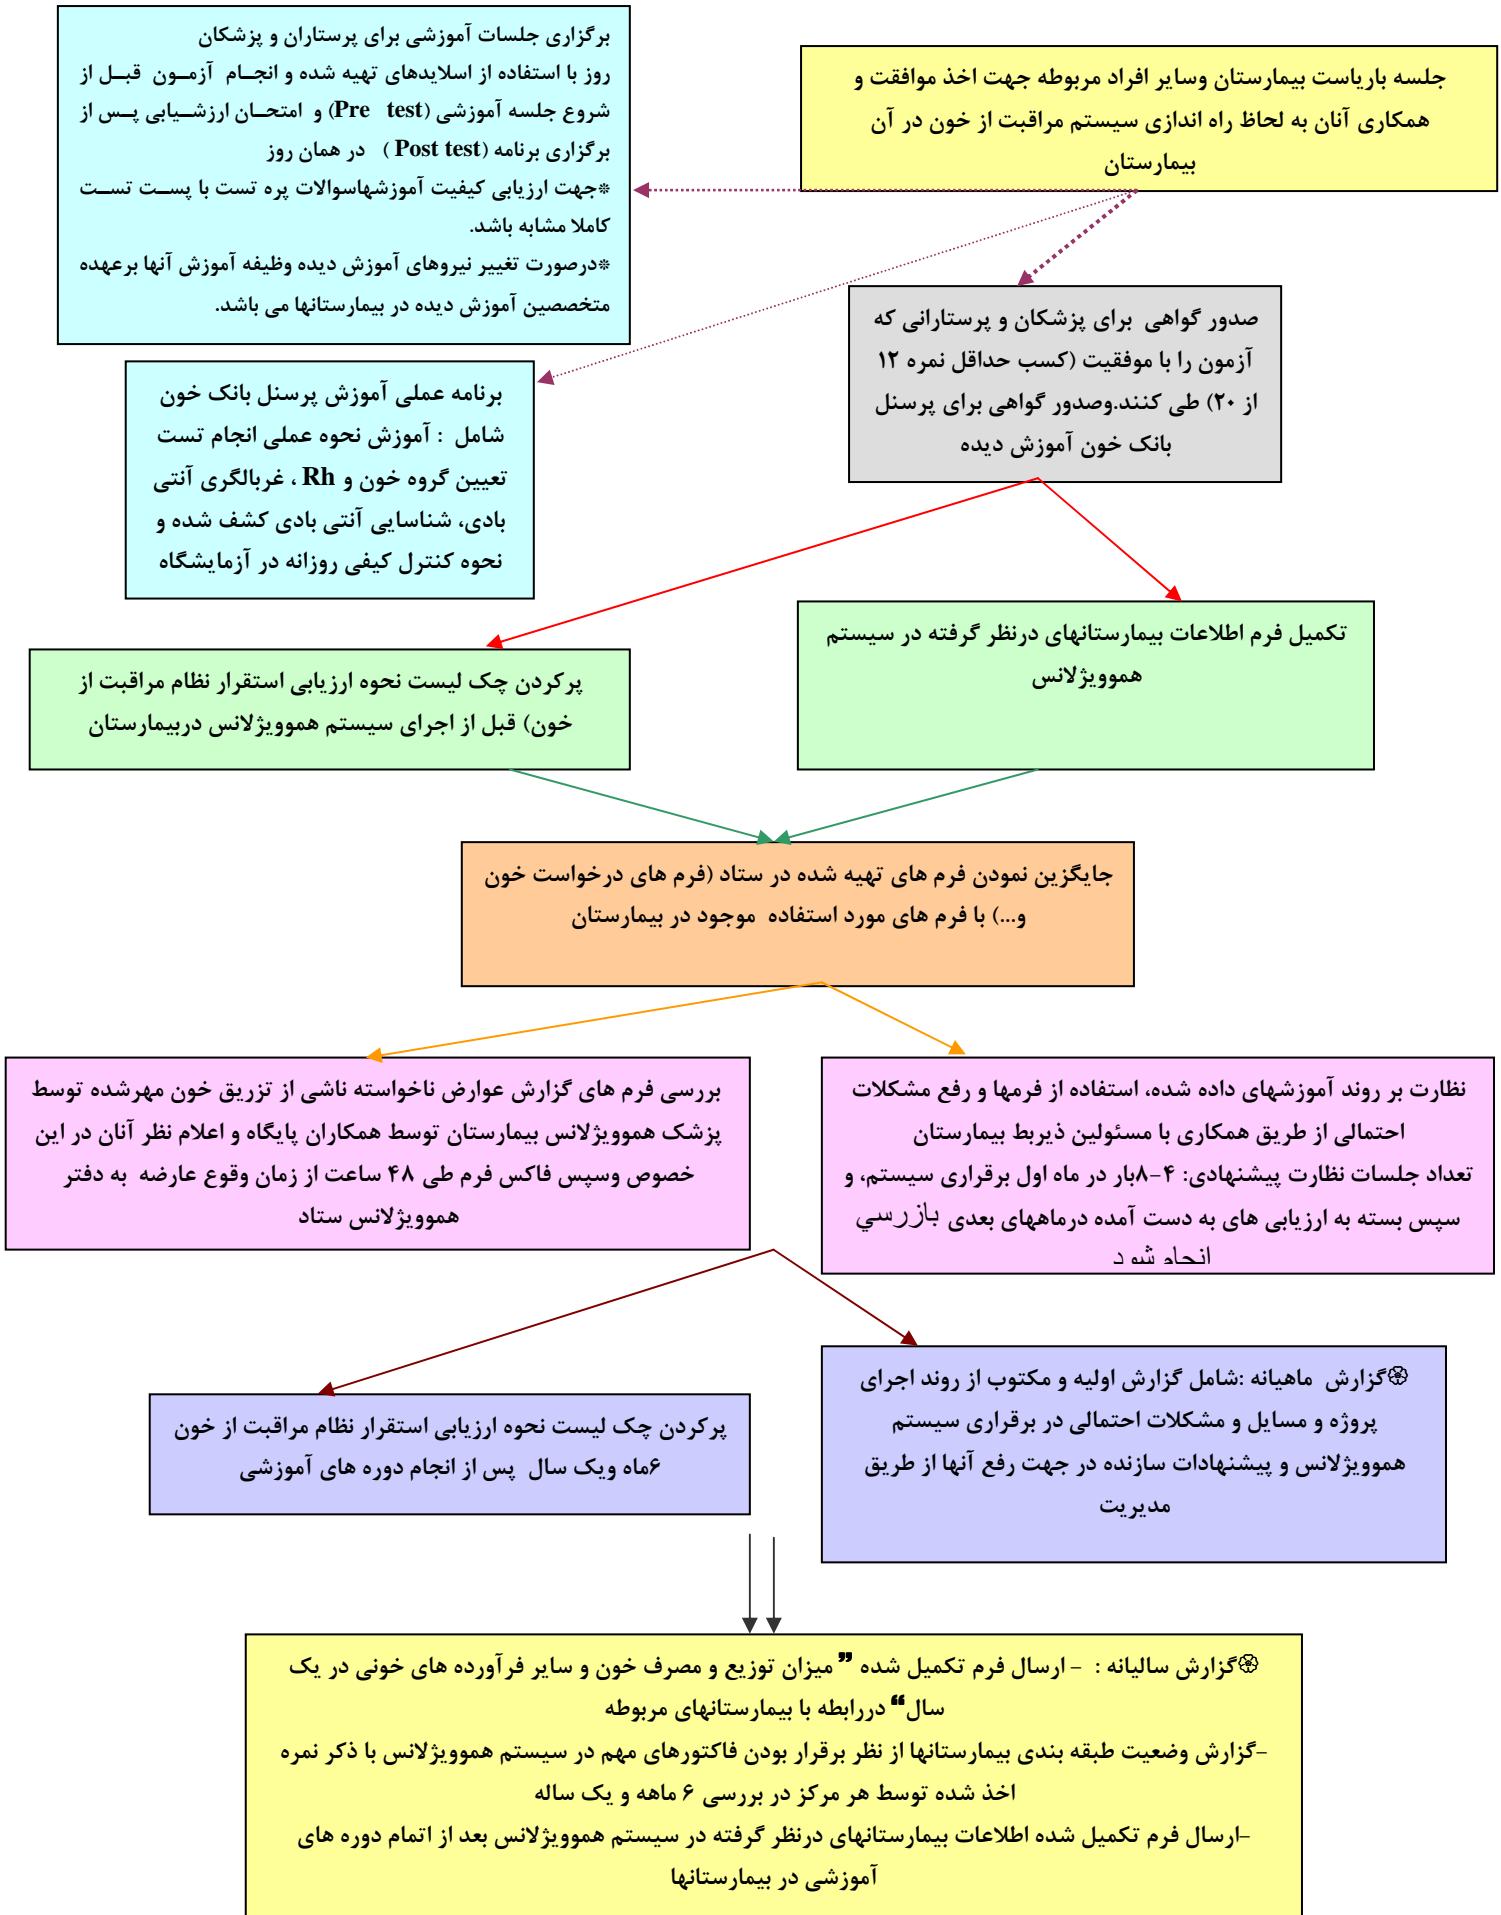 برگزاری جلسات آموزشی برای پرستاران و پزشکان
روز با استفاده از اسلایدهای تهیه شده و انجام آزمون قبل از
شروع جلسه آموزشی (Pre test) و امتحان ارزشیابی پس از
برگزاری برنامه (Post test ) در همان روز
*جهت ارزیابی کیفیت آموزشهاسوالات پره تست با پست تست
کاملا مشابه باشد.
*درصورت تغییر نیروهای آموزش دیده وظیفه آموزش آنها برعهده
متخصصین آموزش دیده در بیمارستانها می باشد.
جلسه باریاست بیمارستان وسایر افراد مربوطه جهت اخذ موافقت و
همکاری آنان به لحاظ راه اندازی سیستم مراقبت از خون در آن
بیمارستان
صدور گواهی برای پزشکان و پرستارانی که
آزمون را با موفقیت (کسب حداقل نمره ۱۲
از ۲۰) طی کنند.وصدور گواهی برای پرسنل
بانک خون آموزش دیده
برنامه عملی آموزش پرسنل بانک خون
شامل : آموزش نحوه عملی انجام تست
تعیین گروه خون و Rh ، غربالگری آنتی
بادی، شناسایی آنتی بادی کشف شده و
نحوه کنترل کیفی روزانه در آزمایشگاه
تکمیل فرم اطلاعات بیمارستانهای درنظر گرفته در سیستم
هموویژلانس
پرکردن چک لیست نحوه ارزیابی استقرار نظام مراقبت از
خون) قبل از اجرای سیستم هموویژلانس دربیمارستان
جایگزین نمودن فرم های تهیه شده در ستاد (فرم های درخواست خون
و...) با فرم های مورد استفاده موجود در بیمارستان
نظارت بر روند آموزشهای داده شده، استفاده از فرمها و رفع مشکلات
احتمالی از طریق همکاری با مسئولین ذیربط بیمارستان
تعداد جلسات نظارت پیشنهادی: ۴-۸بار در ماه اول برقراری سیستم، و
سپس بسته به ارزیابی های به دست آمده درماههای بعدی بازرسي
انجام شود
بررسی فرم های گزارش عوارض ناخواسته ناشی از تزریق خون مهرشده توسط
پزشک هموویژلانس بیمارستان توسط همکاران پایگاه و اعلام نظر آنان در این
خصوص وسپس فاکس فرم طی ۴۸ ساعت از زمان وقوع عارضه به دفتر
هموویژلانس ستاد
❀گزارش ماهیانه :شامل گزارش اولیه و مکتوب از روند اجرای
پروژه و مسایل و مشکلات احتمالی در برقراری سیستم
هموویژلانس و پیشنهادات سازنده در جهت رفع آنها از طریق
مدیریت
پرکردن چک لیست نحوه ارزیابی استقرار نظام مراقبت از خون
۶ماه ویک سال پس از انجام دوره های آموزشی
❀گزارش سالیانه : - ارسال فرم تکمیل شده ❞ میزان توزیع و مصرف خون و سایر فرآورده های خونی در یک
سال❝ دررابطه با بیمارستانهای مربوطه
-گزارش وضعیت طبقه بندی بیمارستانها از نظر برقرار بودن فاکتورهای مهم در سیستم هموویژلانس با ذکر نمره
اخذ شده توسط هر مرکز در بررسی ۶ ماهه و یک ساله
-ارسال فرم تکمیل شده اطلاعات بیمارستانهای درنظر گرفته در سیستم هموویژلانس بعد از اتمام دوره های
آموزشی در بیمارستانها